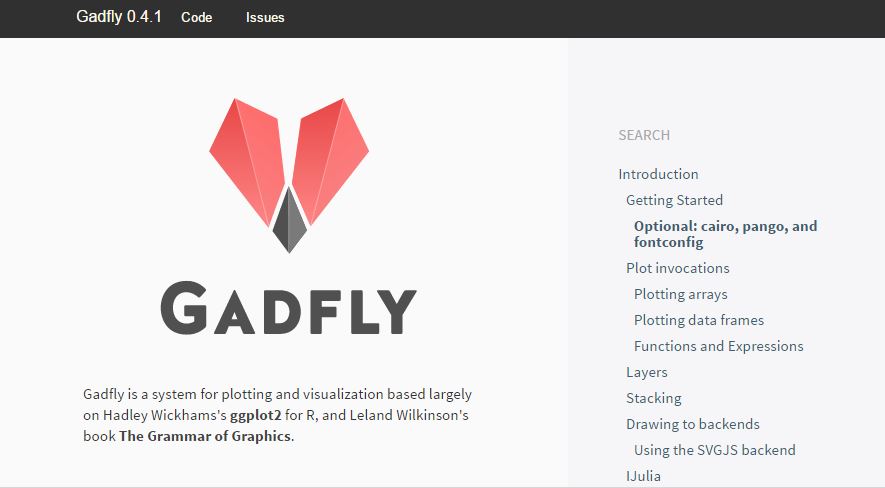 Gadfly 0.4.1 Code Issues
GADFLY
Gadfly is a system for plotting and visualization based largely
on Hadley Wickhams's ggplot2 for R, and Leland Wilkinson's
book The Grammar of Graphics.
SEARCH
Introduction
Getting Started
Optional: cairo, pango, and
fontconfig
Plot invocations
Plotting arrays
Plotting data frames
Functions and Expressions
Layers
Stacking
Drawing to backends
Using the SVGJS backend
IJulia